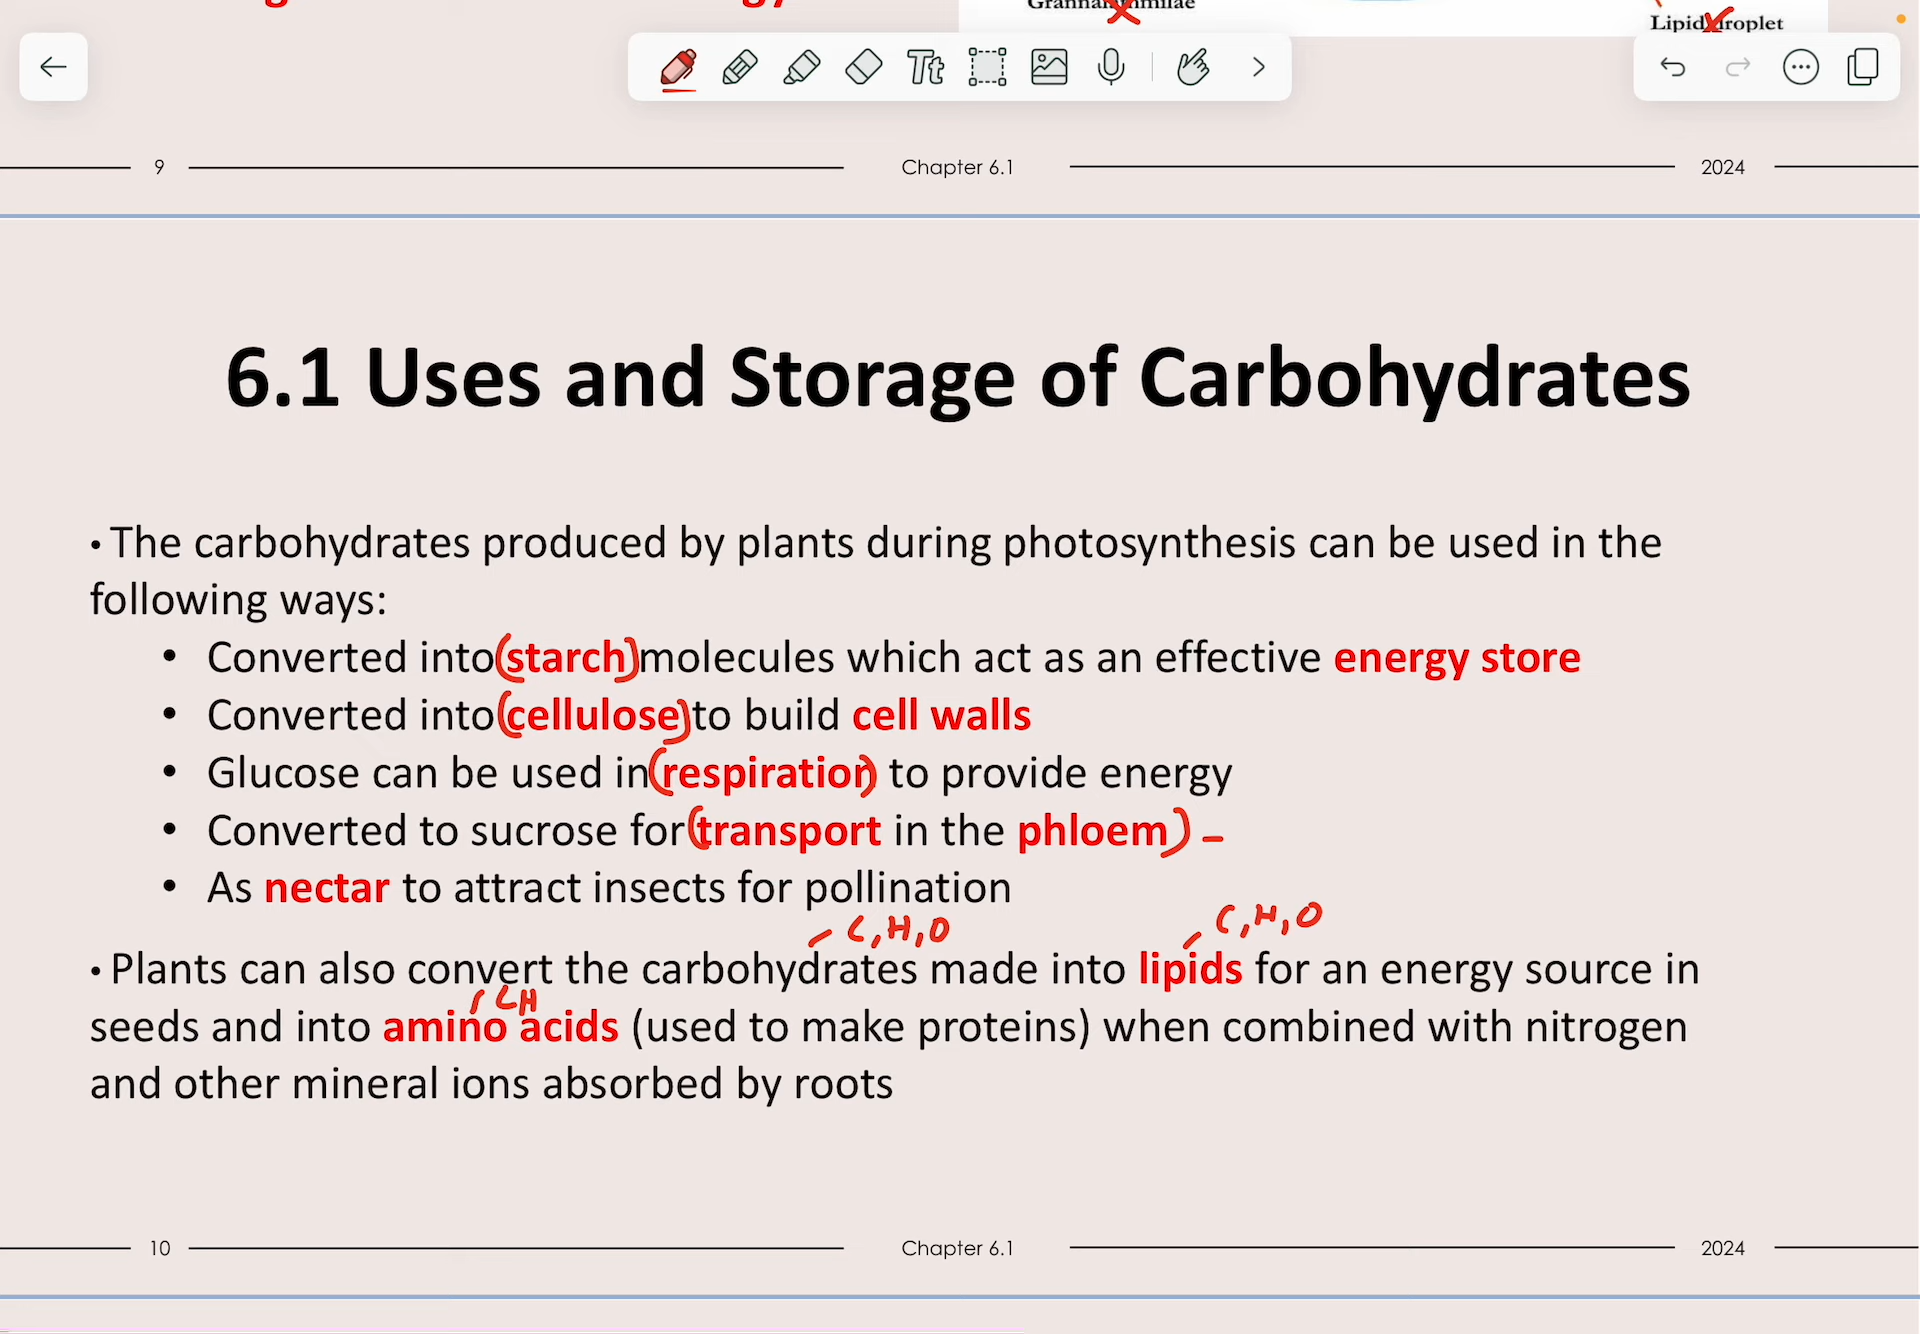 Lipid droplet
Tt
9 Chapter 6.1 2024
6.1 Uses and Storage of Carbohydrates
• The carbohydrates produced by plants during photosynthesis can be used in the
following ways:
• Converted into (starch) molecules which act as an effective energy store
• Converted into (cellulose) to build cell walls
• Glucose can be used in (respiration) to provide energy
• Converted to sucrose for (transport in the phloem) -
• As nectar to attract insects for pollination
C, H, O C, H, O
• Plants can also convert the carbohydrates made into lipids for an energy source in
C H
seeds and into amino acids (used to make proteins) when combined with nitrogen
and other mineral ions absorbed by roots
10 Chapter 6.1 2024